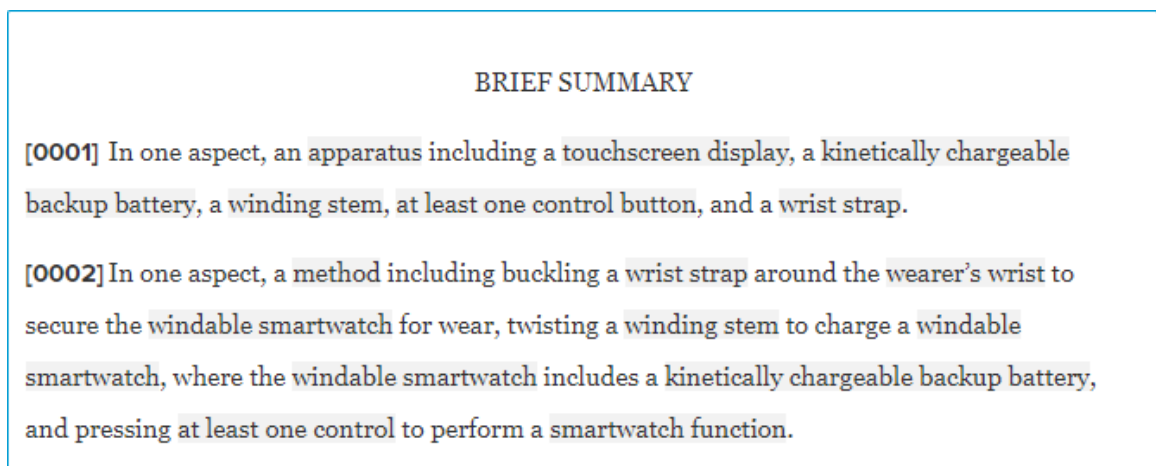 BRIEF SUMMARY
[0001] In one aspect, an apparatus including a touchscreen display, a kinetically chargeable
backup battery, a winding stem, at least one control button, and a wrist strap.
[0002] In one aspect, a method including buckling a wrist strap around the wearer’s wrist to
secure the windable smartwatch for wear, twisting a winding stem to charge a windable
smartwatch, where the windable smartwatch includes a kinetically chargeable backup battery,
and pressing at least one control to perform a smartwatch function.